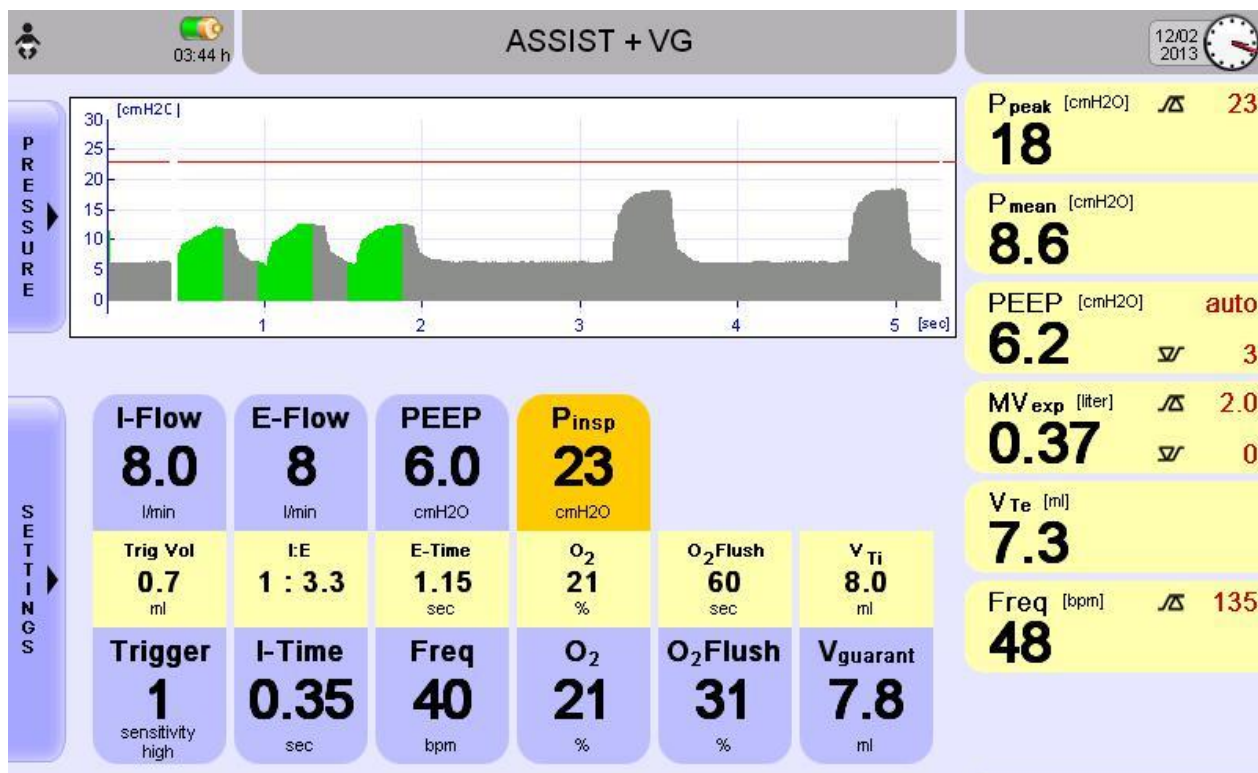 03:44 h
ASSIST + VG
12/02
2013
PRESSURE
[cmH2O]
30
25
20
15
10
5
0
1 2 3 4 5 [sec]
Ppeak [cmH2O] 23
18
Pmean [cmH2O]
8.6
PEEP [cmH2O] auto
6.2 3
MVexp [liter] 2.0
0.37 0
VTe [ml]
7.3
Freq [bpm] 135
48
SETTINGS
I-Flow E-Flow PEEP Pinsp
8.0 8 6.0 23
l/min l/min cmH2O cmH2O
Trig Vol I:E E-Time O2 O2Flush VTi
0.7 1 : 3.3 1.15 21 60 8.0
ml sec % sec ml
Trigger I-Time Freq O2 O2Flush Vguarant
1 0.35 40 21 31 7.8
sensitivity
high sec bpm % % ml